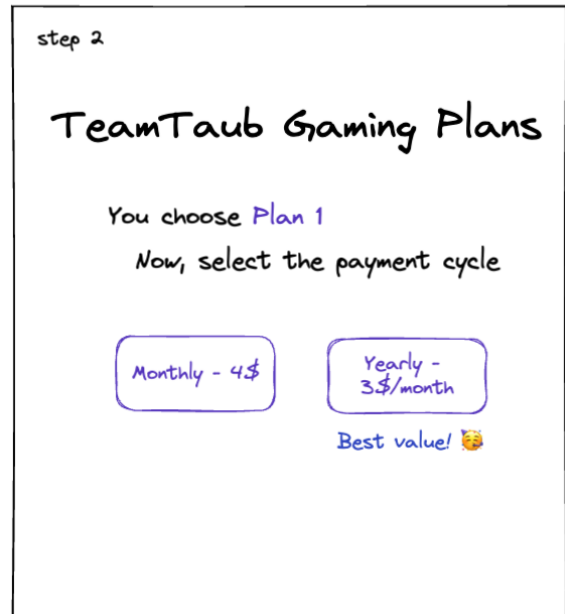 step 2
TeamTaub Gaming Plans
You choose Plan 1
Now, select the payment cycle
Monthly - 4$
Yearly -
3$/month
Best value! 🥳